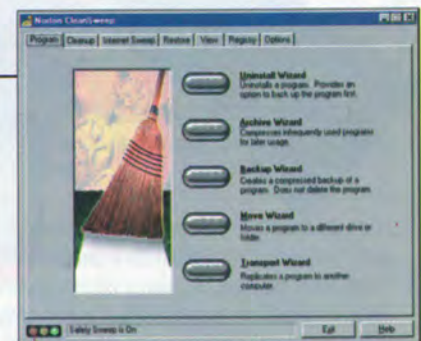 Norton CleanSweep
Program Cleanup Internet Sweep Restore View Registry Options
Uninstall Wizard
Uninstalls a program. Provides an
option to back up the program first.
Archive Wizard
Compresses infrequently used programs
for later usage.
Backup Wizard
Creates a compressed backup of a
program. Does not delete the program.
Move Wizard
Moves a program to a different drive or
folder.
Transport Wizard
Replicates a program to another
computer.
Safety Sweep is On
Exit Help